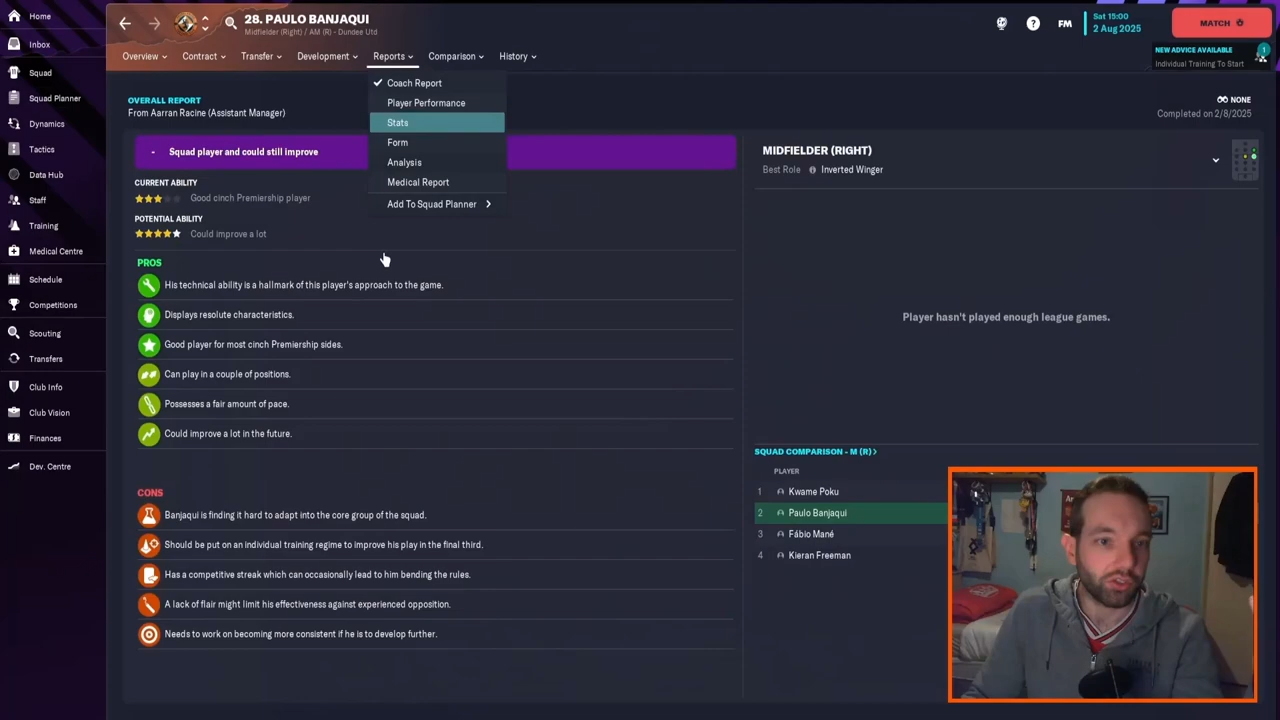 Home
Inbox
Squad
Squad Planner
Dynamics
Tactics
Data Hub
Staff
Training
Medical Centre
Schedule
Competitions
Scouting
Transfers
Club Info
Club Vision
Finances
Dev. Centre
28. PAULO BANJAQUI
Midfielder (Right) / AM (R) - Dundee Utd
FM
Sat 15:00
2 Aug 2025
MATCH
NEW ADVICE AVAILABLE
1
Individual Training To Start
Overview
Contract
Transfer
Development
Reports
Comparison
History
Coach Report
Player Performance
Stats
Form
Analysis
Medical Report
Add To Squad Planner
OVERALL REPORT
From Aarran Racine (Assistant Manager)
NONE
Completed on 2/8/2025
- Squad player and could still improve
CURRENT ABILITY
Good cinch Premiership player
POTENTIAL ABILITY
Could improve a lot
PROS
His technical ability is a hallmark of this player's approach to the game.
Displays resolute characteristics.
Good player for most cinch Premiership sides.
Can play in a couple of positions.
Possesses a fair amount of pace.
Could improve a lot in the future.
CONS
Banjaqui is finding it hard to adapt into the core group of the squad.
Should be put on an individual training regime to improve his play in the final third.
Has a competitive streak which can occasionally lead to him bending the rules.
A lack of flair might limit his effectiveness against experienced opposition.
Needs to work on becoming more consistent if he is to develop further.
MIDFIELDER (RIGHT)
Best Role Inverted Winger
Player hasn't played enough league games.
SQUAD COMPARISON - M (R)
PLAYER
1 Kwame Poku
2 Paulo Banjaqui
3 Fábio Mané
4 Kieran Freeman